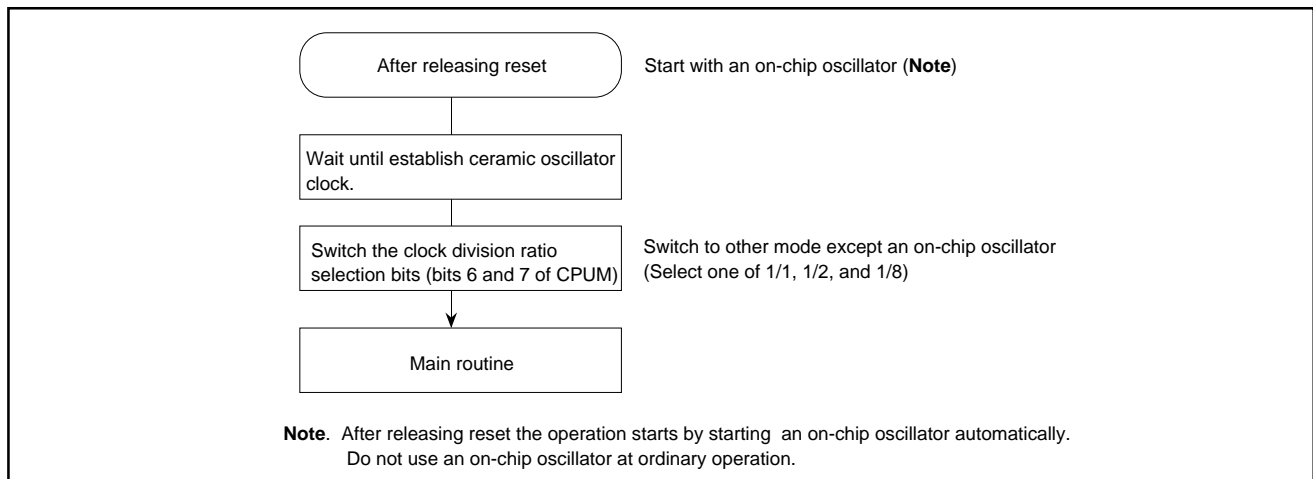 After releasing reset
Start with an on-chip oscillator (Note)
Wait until establish ceramic oscillator
clock.
Switch the clock division ratio
selection bits (bits 6 and 7 of CPUM)
Switch to other mode except an on-chip oscillator
(Select one of 1/1, 1/2, and 1/8)
Main routine
Note. After releasing reset the operation starts by starting an on-chip oscillator automatically.
Do not use an on-chip oscillator at ordinary operation.